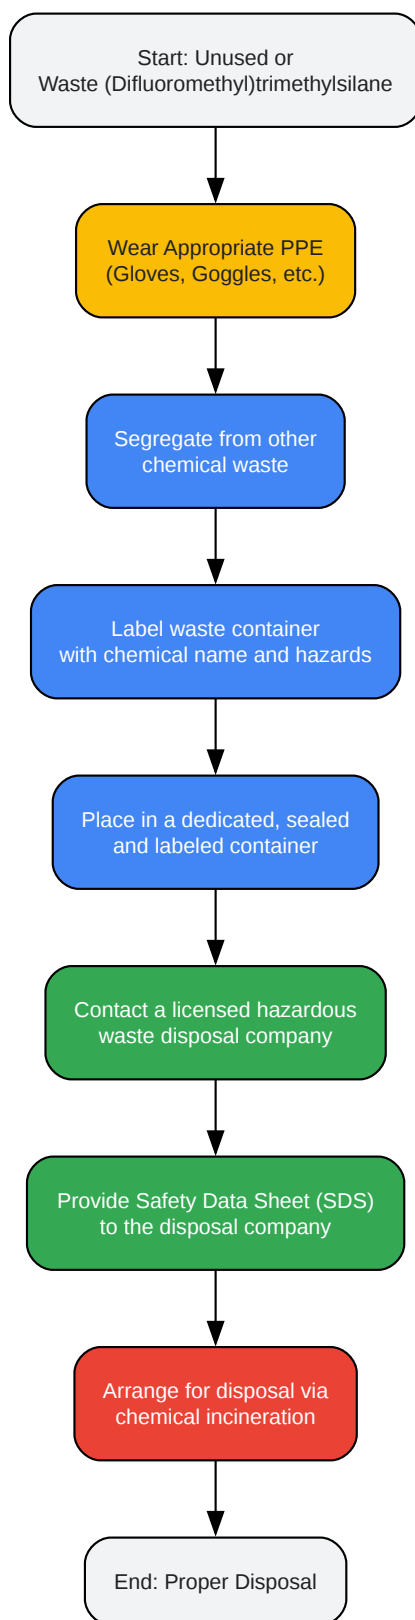 Start: Unused or
Waste (Difluoromethyl)trimethylsilane
Wear Appropriate PPE
(Gloves, Goggles, etc.)
Segregate from other
chemical waste
Label waste container
with chemical name and hazards
Place in a dedicated, sealed
and labeled container
Contact a licensed hazardous
waste disposal company
Provide Safety Data Sheet (SDS)
to the disposal company
Arrange for disposal via
chemical incineration
End: Proper Disposal